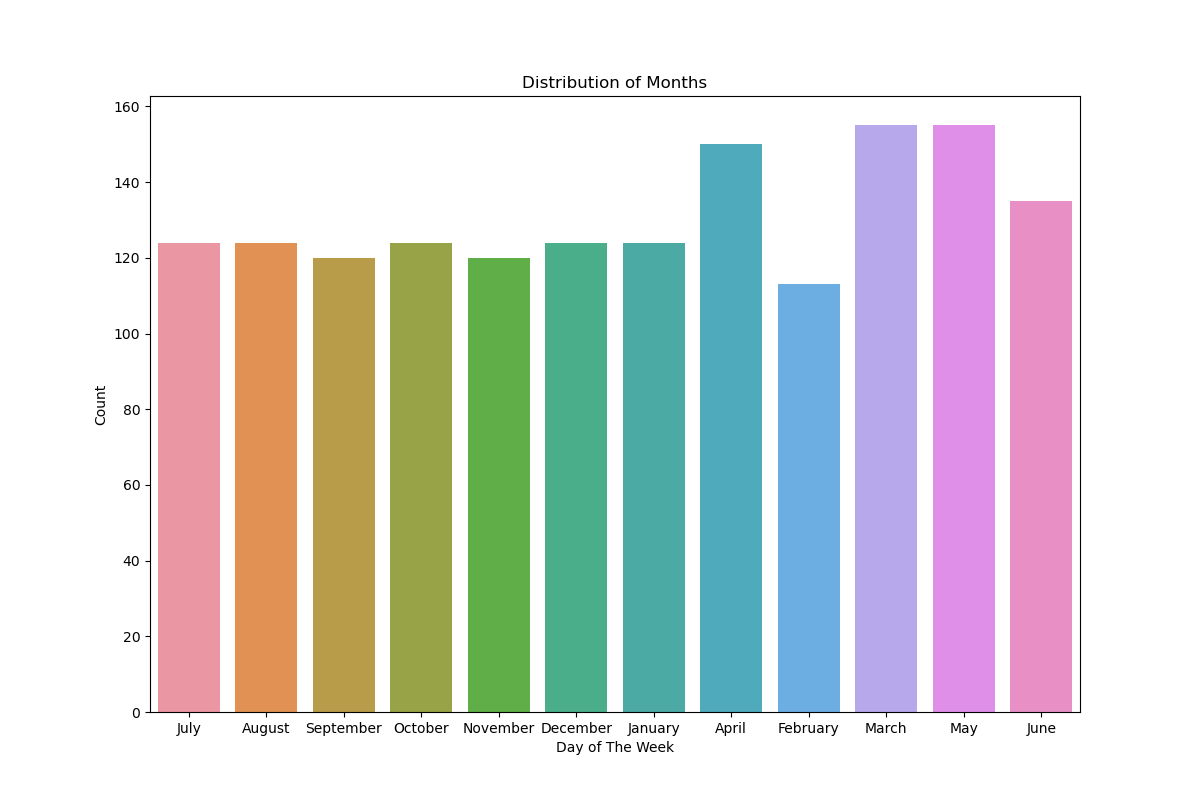 Distribution of Months
160
140
120
100
80
60
40
20
0
Count
July August September October November December January April February March May June
Day of The Week